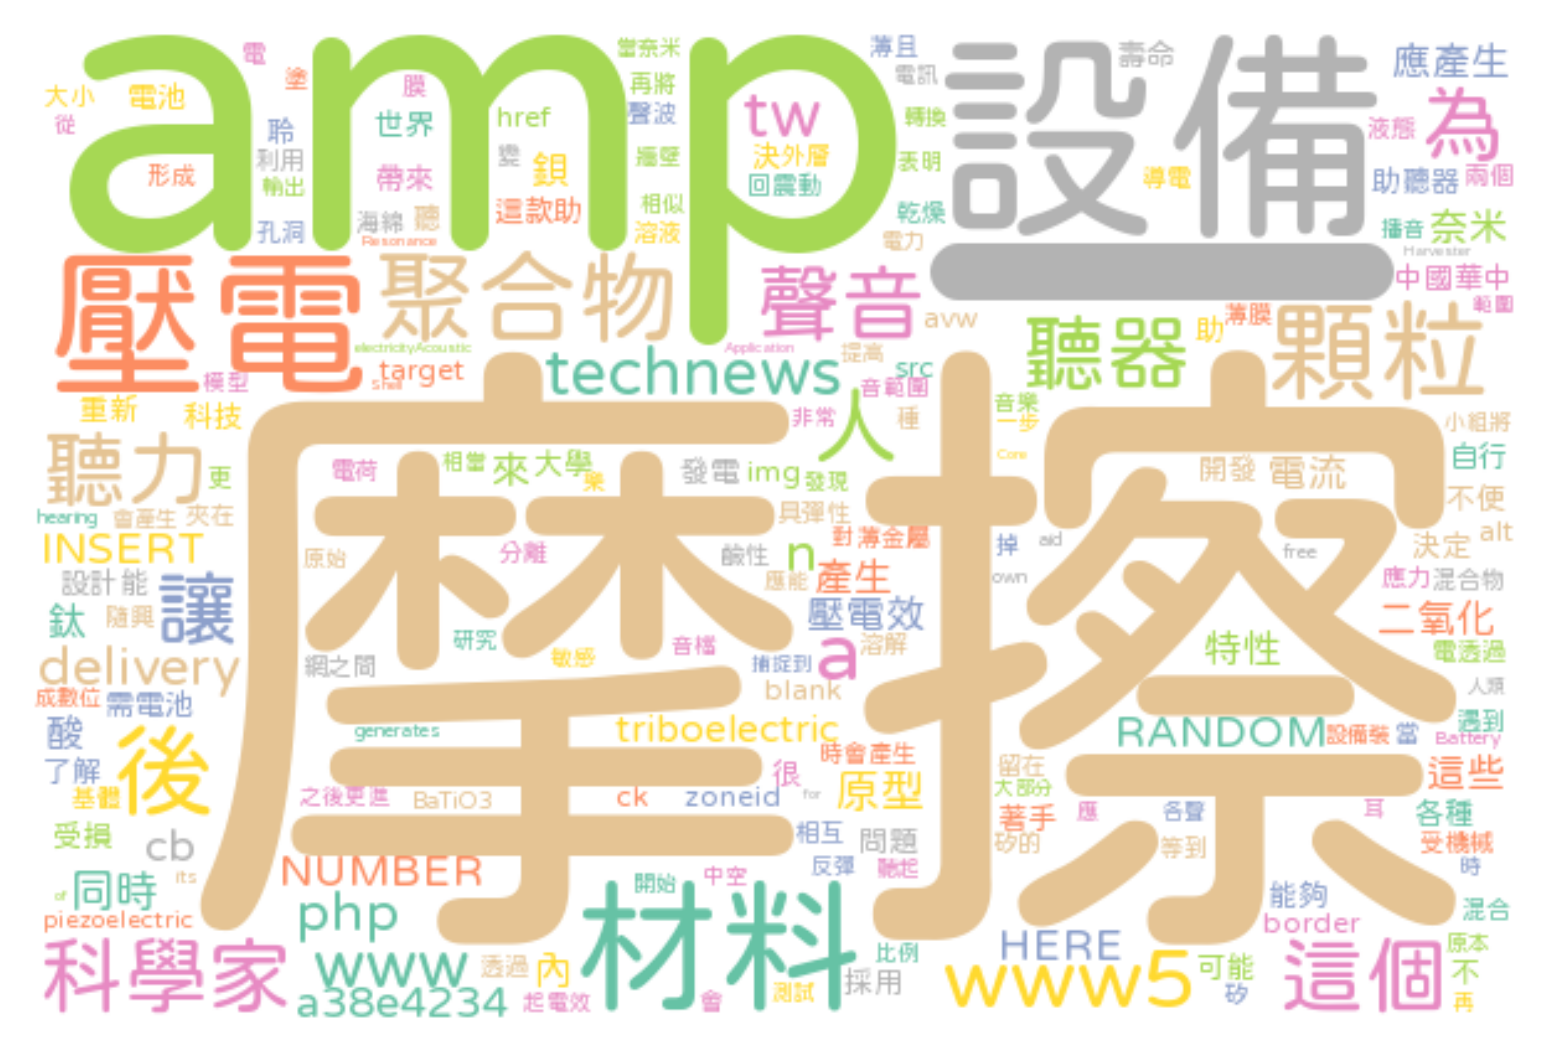 amp
設備
電
塗
膜
當奈米
薄且
壽命
應產生
大小
電池
世界
href
再將
聲波
tw
電訊
轉換
液態
為
從
聆
利用
變
鋇
牆壁
決外層
回震動
表明
導電
助聽器
兩個
形成
輸出
帶來
這款助
相似
乾燥
播音
奈米
孔洞
海綿
聽
溶液
電力
Resonance
Harvester
壓電
聚合物
聲音
中國華中
範圍
avw
聽器
助
薄膜
顆粒
electricityAcoustic
Application
提高
模型
Shell
target
technews
src
音範圍
重新
科技
人
非常
種
音樂
一步
小組將
聽力
更
電荷
相當
來
大學
樂
發電
img
發現
Core
開發
電流
自行
hearing
會產生
夾在
具彈性
不便
INSERT
原始
分離
鹼性
n
對薄金屬
掉
aid
free
決定
alt
設計
能
讓
應能
產生
own
應力
混合物
鈦
隨興
摩擦
壓電效
二氧化
delivery
網之間
研究
敏感
音檔
捕捉到
a
溶解
特性
電透過
成數位
需電池
blank
人類
酸
後
generates
triboelectric
RANDOM
設備裝
當
遇到
Battery
了解
時會產生
很
留在
這些
基體
之後更進
BaTiO3
ck
zoneid
for
原型
大部分
著手
應
各聲
耳
各種
受損
cb
相互
問題
矽的
等到
受機械
同時
its
NUMBER
反彈
聽起
時
of
開始
中空
能夠
piezoelectric
php
材料
border
混合
科學家
www
透過
內
比例
HERE
原本
a38e4234
起電效
會
測試
採用
www5
可能
矽
這個
不
再